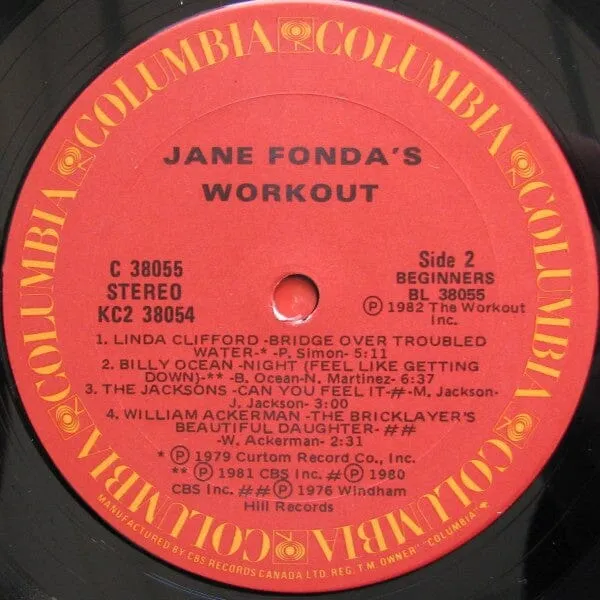 COLUMBIA COLUMBIA COLUMBIA COLUMBIA COLUMBIA COLUMBIA
JANE FONDA'S
WORKOUT
C 38055
STEREO
KC2 38054
Side 2
BEGINNERS
BL 38055
Ⓟ 1982 The Workout
Inc.
1. LINDA CLIFFORD -BRIDGE OVER TROUBLED
WATER-* -P. Simon- 5:11
2. BILLY OCEAN -NIGHT (FEEL LIKE GETTING
DOWN)-** -B. Ocean-N. Martinez- 6:37
3. THE JACKSONS -CAN YOU FEEL IT-#-M. Jackson-
J. Jackson- 3:00
4. WILLIAM ACKERMAN -THE BRICKLAYER'S
BEAUTIFUL DAUGHTER-##
-W. Ackerman- 2:31
* Ⓟ 1979 Curtom Record Co., Inc.
** Ⓟ 1981 CBS Inc. #Ⓟ 1980
CBS Inc. ##Ⓟ 1976 Windham
Hill Records
MANUFACTURED BY CBS RECORDS CANADA LTD. REG. T.M. OWNER "COLUMBIA"